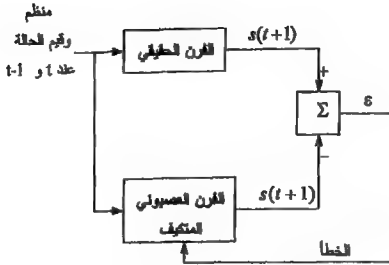 منظم
وقيم الحالة
عند t و t-1
الفرن الحقيقي
s(t+1)
+
Σ
ε
−
الفرن العصبوني
المتكيف
s(t+1)
الخطأ